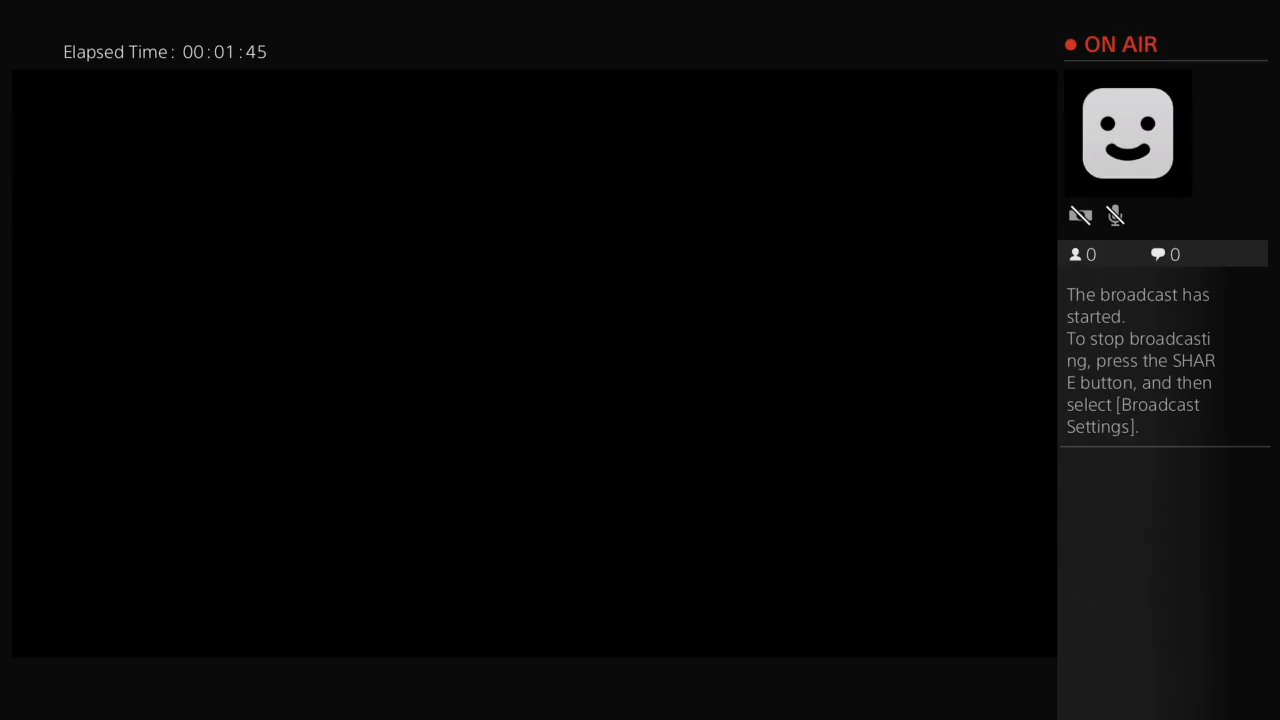 Elapsed Time: 00:01:45
ON AIR
0 0
The broadcast has
started.
To stop broadcasti
ng, press the SHAR
E button, and then
select [Broadcast
Settings].